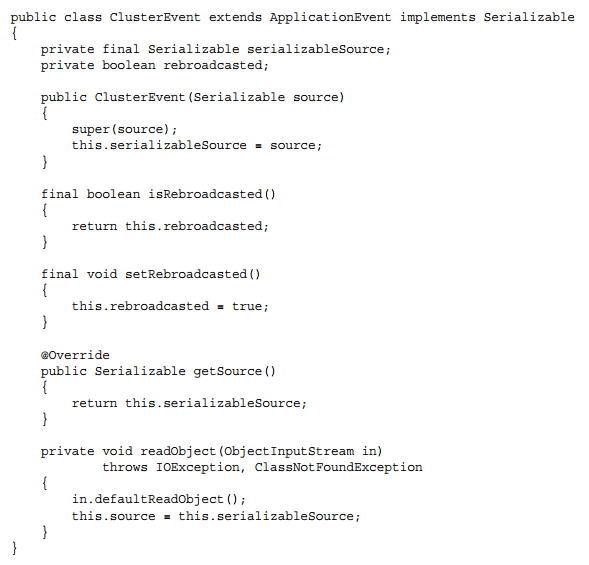 public class ClusterEvent extends ApplicationEvent implements Serializable
{
    private final Serializable serializableSource;
    private boolean rebroadcasted;

    public ClusterEvent(Serializable source)
    {
        super(source);
        this.serializableSource = source;
    }

    final boolean isRebroadcasted()
    {
        return this.rebroadcasted;
    }

    final void setRebroadcasted()
    {
        this.rebroadcasted = true;
    }

    @Override
    public Serializable getSource()
    {
        return this.serializableSource;
    }

    private void readObject(ObjectInputStream in)
            throws IOException, ClassNotFoundException
    {
        in.defaultReadObject();
        this.source = this.serializableSource;
    }
}